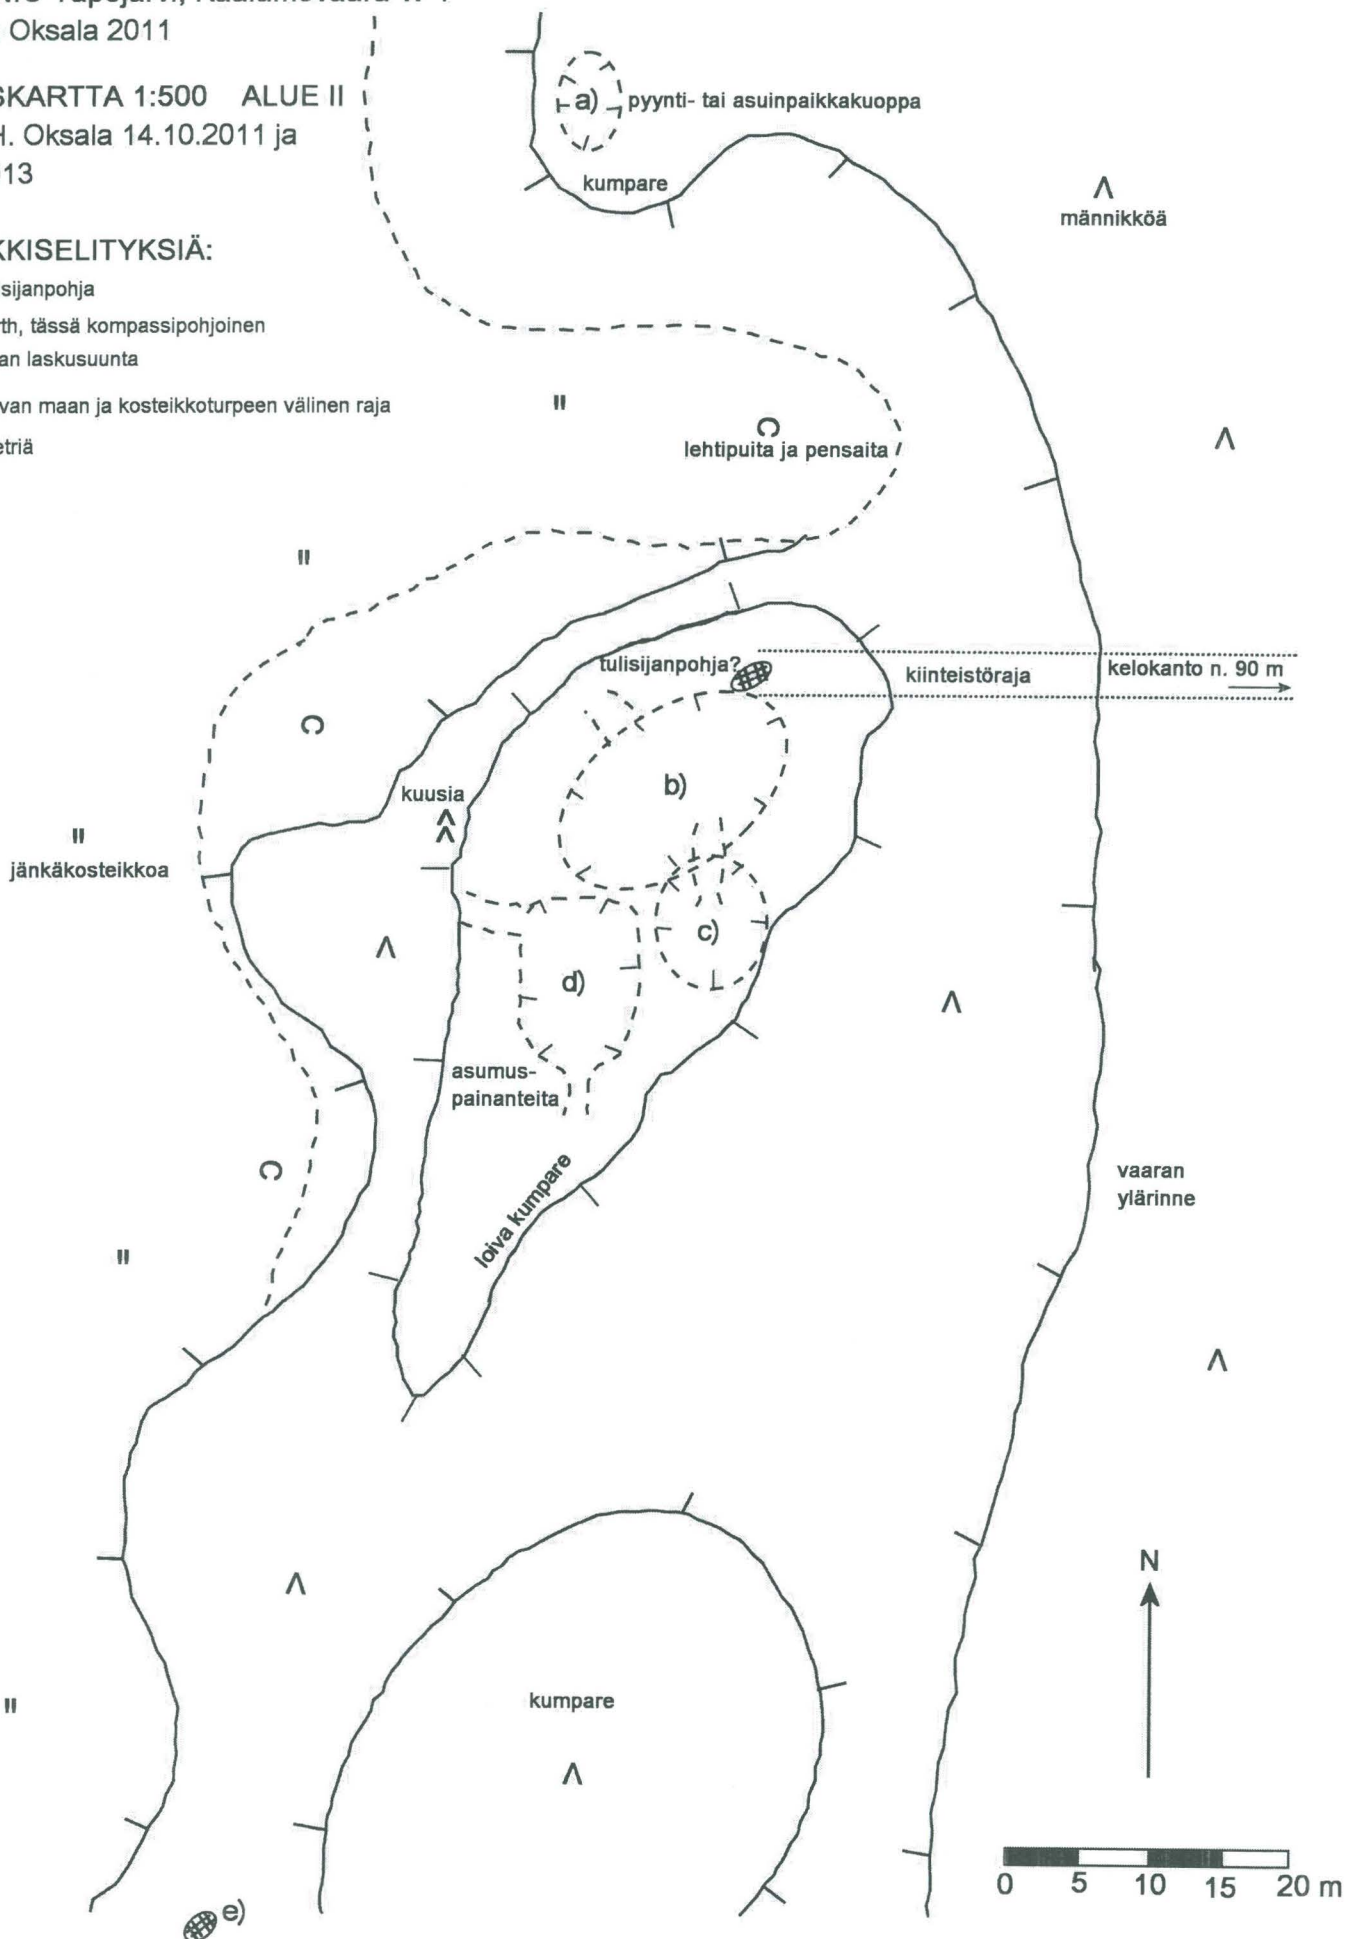 Oksala 2011
SKARTTA 1:500 ALUE II
H. Oksala 14.10.2011 ja
013
KKISELITYKSIÄ:
sijanpohja
rth, tässä kompassipohjoinen
an laskusuunta
van maan ja kosteikkoturpeen välinen raja
etriä
a) pyynti- tai asuinpaikkakuoppa
kumpare
männikköä
lehtipuita ja pensaita
tulisijanpohja?
kiinteistöraja
kelokanto n. 90 m
b)
kuusia
jänkäkosteikkoa
c)
d)
asumus-
painanteita
loiva kumpare
vaaran
ylärinne
N
kumpare
0 5 10 15 20 m
e)